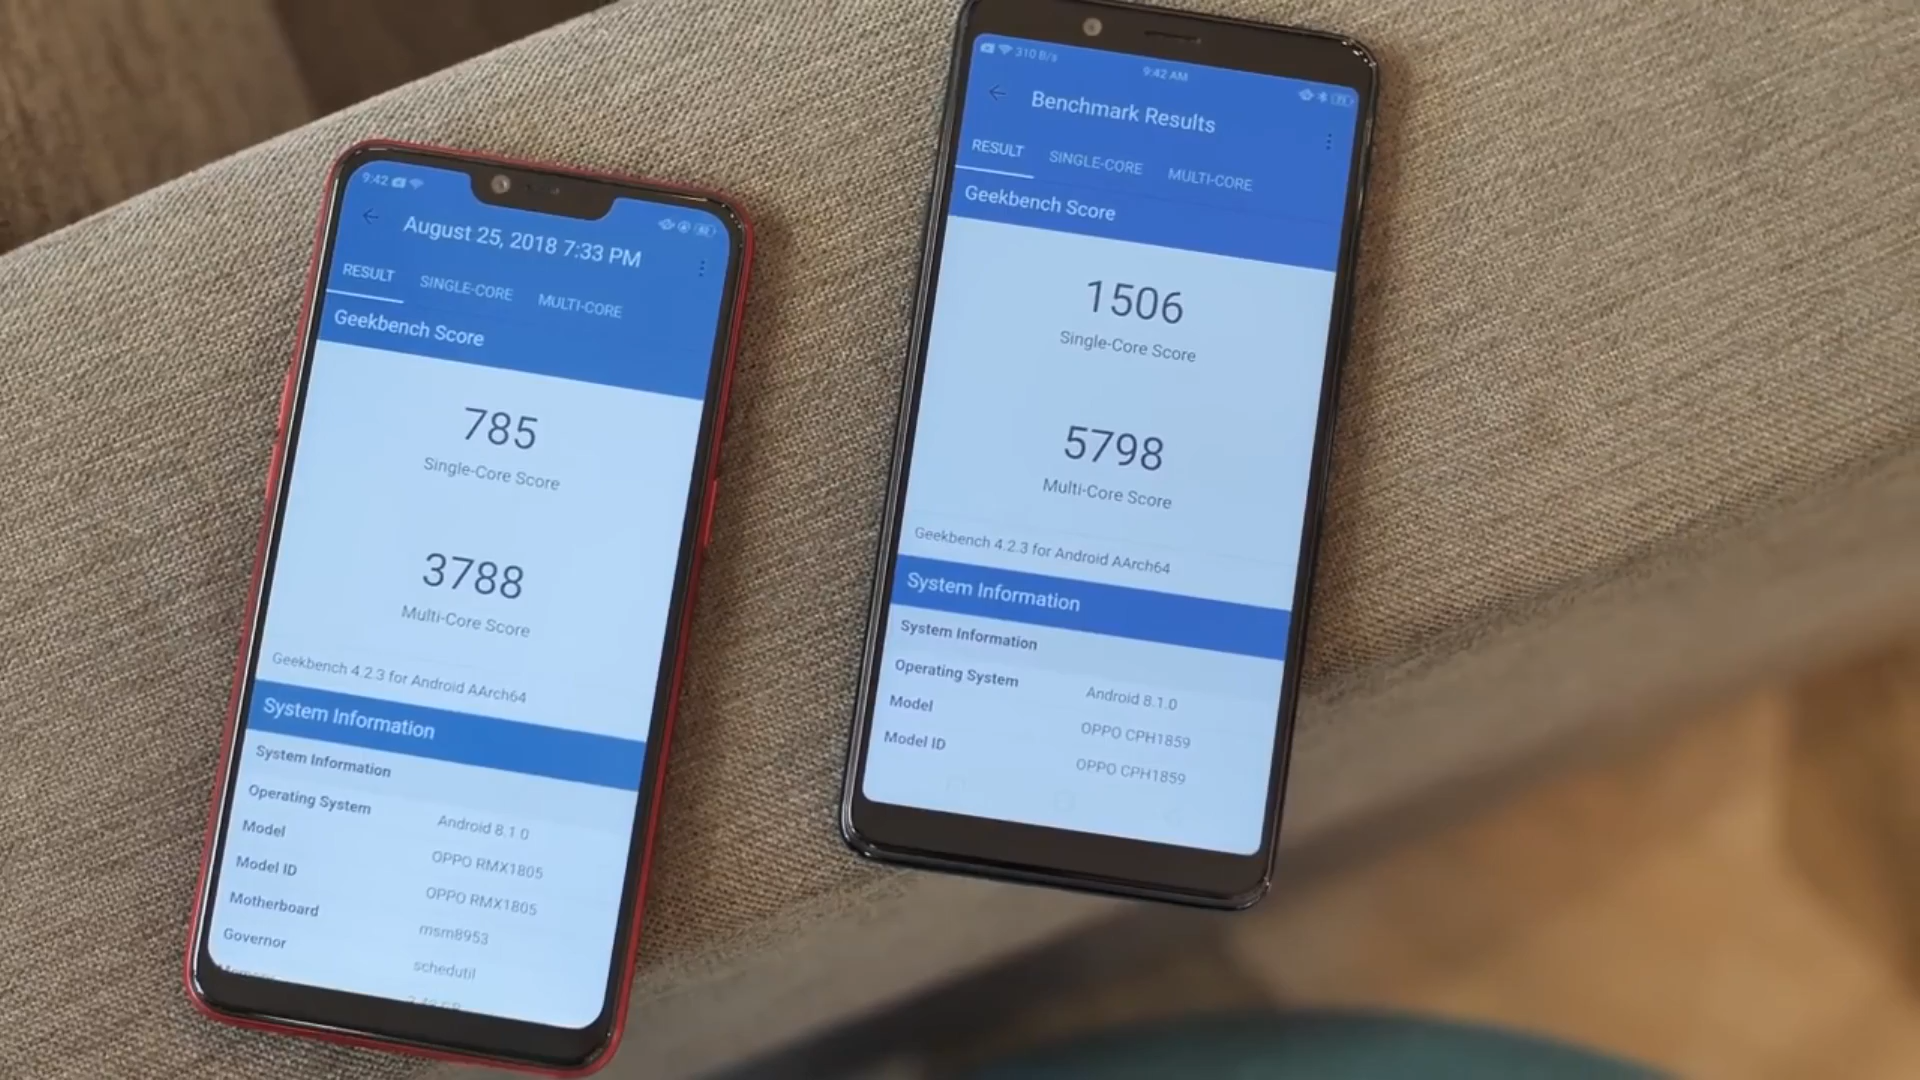 9:42
August 25, 2018 7:33 PM
RESULT SINGLE-CORE MULTI-CORE
Geekbench Score
785
Single-Core Score
3788
Multi-Core Score
Geekbench 4.2.3 for Android AArch64
System Information
System Information
Operating System Android 8.1.0
Model OPPO RMX1805
Model ID OPPO RMX1805
Motherboard msm8953
Governor schedutil
310 B/s
9:42 AM
Benchmark Results
RESULT SINGLE-CORE MULTI-CORE
Geekbench Score
1506
Single-Core Score
5798
Multi-Core Score
Geekbench 4.2.3 for Android AArch64
System Information
System Information
Operating System Android 8.1.0
Model OPPO CPH1859
Model ID OPPO CPH1859